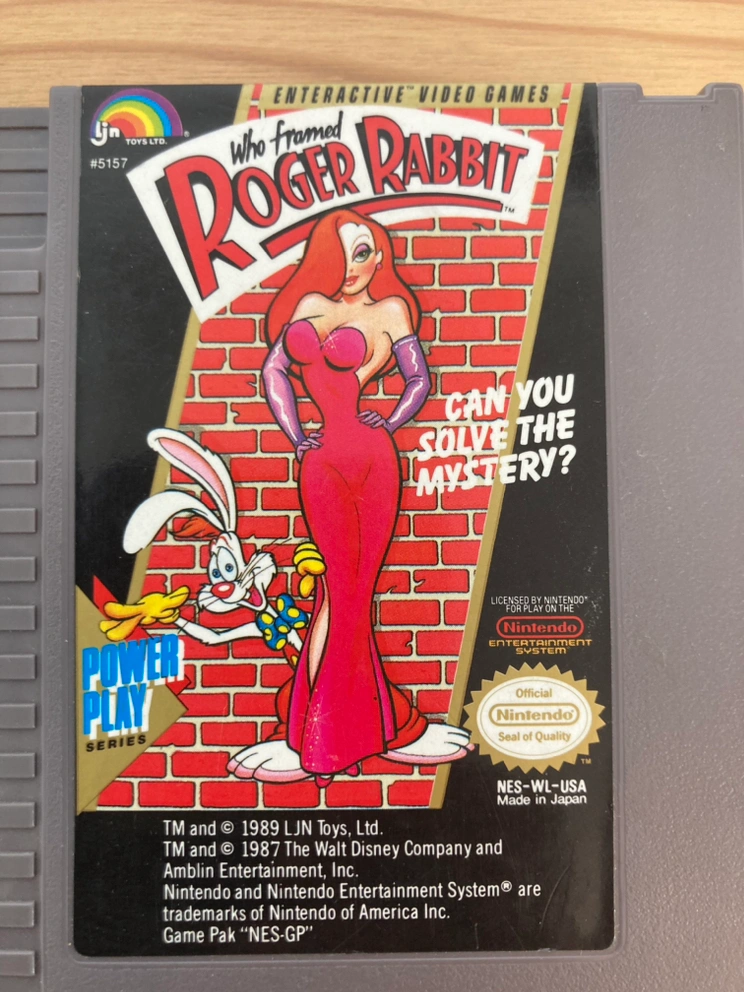 ENTERACTIVE™ VIDEO GAMES
ljn
TOYS LTD. ®
#5157
Who framed
ROGER RABBIT™
CAN YOU
SOLVE THE
MYSTERY?
POWER
PLAY
SERIES
LICENSED BY NINTENDO®
FOR PLAY ON THE
Nintendo
ENTERTAINMENT
SYSTEM™
Official
Nintendo®
Seal of Quality
TM
NES-WL-USA
Made in Japan
TM and © 1989 LJN Toys, Ltd.
TM and © 1987 The Walt Disney Company and
Amblin Entertainment, Inc.
Nintendo and Nintendo Entertainment System® are
trademarks of Nintendo of America Inc.
Game Pak “NES-GP”